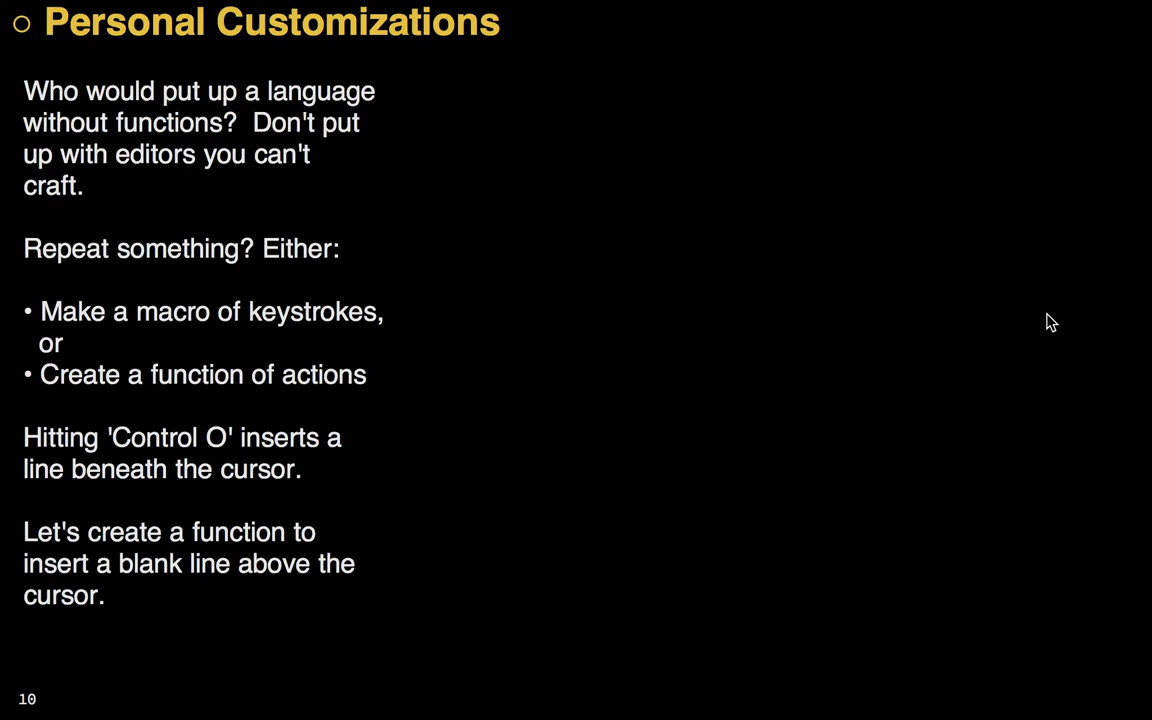 ○ Personal Customizations
Who would put up a language
without functions?  Don't put
up with editors you can't
craft.
Repeat something? Either:
• Make a macro of keystrokes,
or
• Create a function of actions
Hitting 'Control O' inserts a
line beneath the cursor.
Let's create a function to
insert a blank line above the
cursor.
10